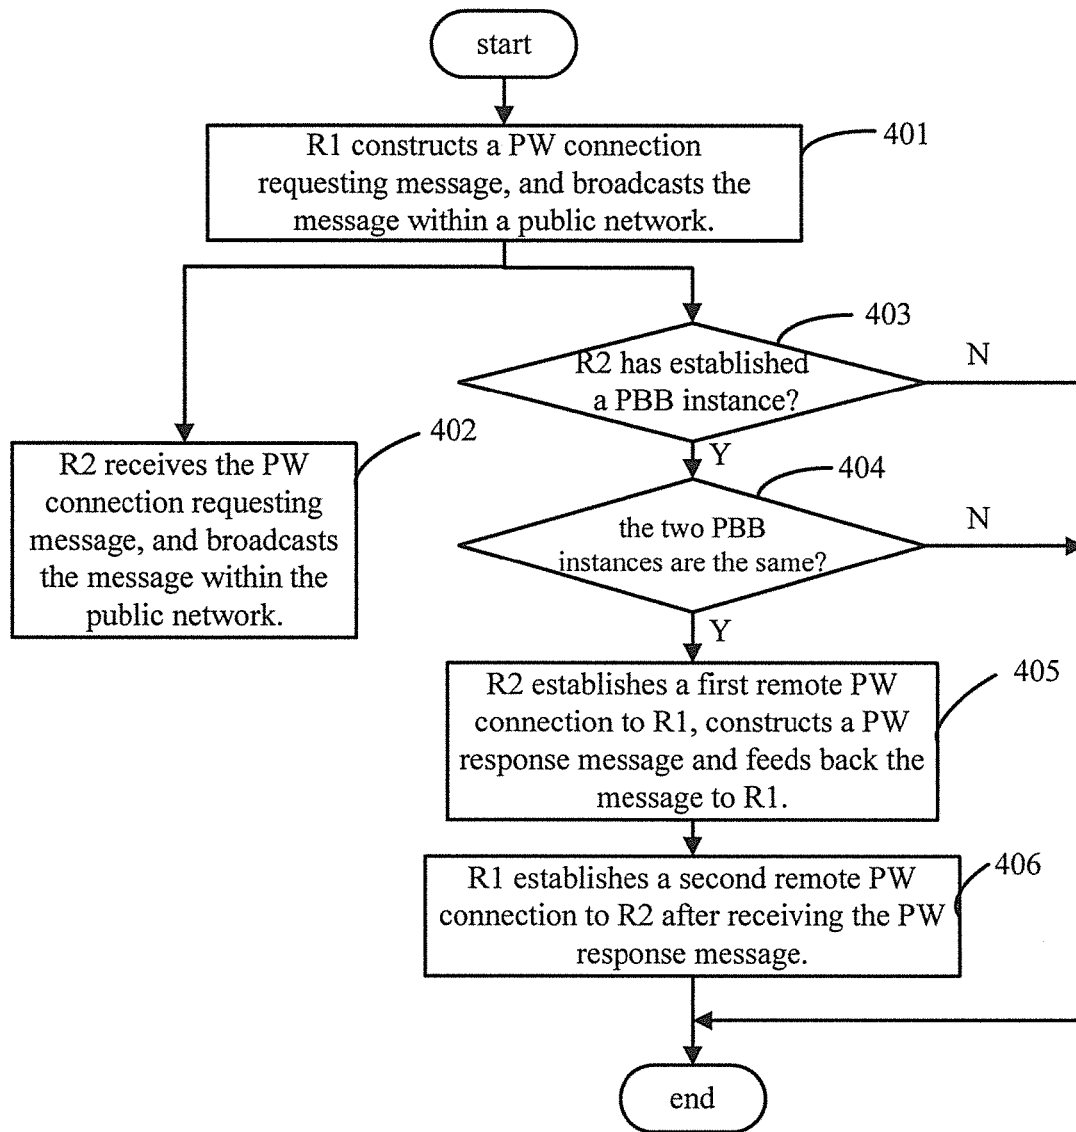 start
R1 constructs a PW connection
requesting message, and broadcasts the
message within a public network.
401
R2 has established
a PBB instance?
403
N
Y
R2 receives the PW
connection requesting
message, and broadcasts
the message within the
public network.
402
the two PBB
instances are the same?
404
N
Y
R2 establishes a first remote PW
connection to R1, constructs a PW
response message and feeds back the
message to R1.
405
R1 establishes a second remote PW
connection to R2 after receiving the PW
response message.
406
end